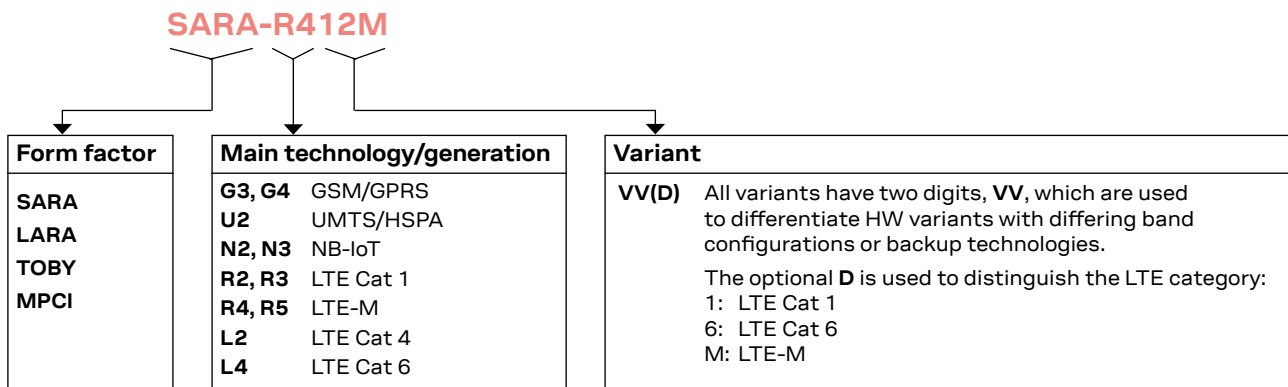 SARA-R412M
Form factor
SARA
LARA
TOBY
MPCI
Main technology/generation
G3, G4 GSM/GPRS
U2 UMTS/HSPA
N2, N3 NB-IoT
R2, R3 LTE Cat 1
R4, R5 LTE-M
L2 LTE Cat 4
L4 LTE Cat 6
Variant
VV(D) All variants have two digits, VV, which are used
to differentiate HW variants with differing band
configurations or backup technologies.
The optional D is used to distinguish the LTE category:
1: LTE Cat 1
6: LTE Cat 6
M: LTE-M